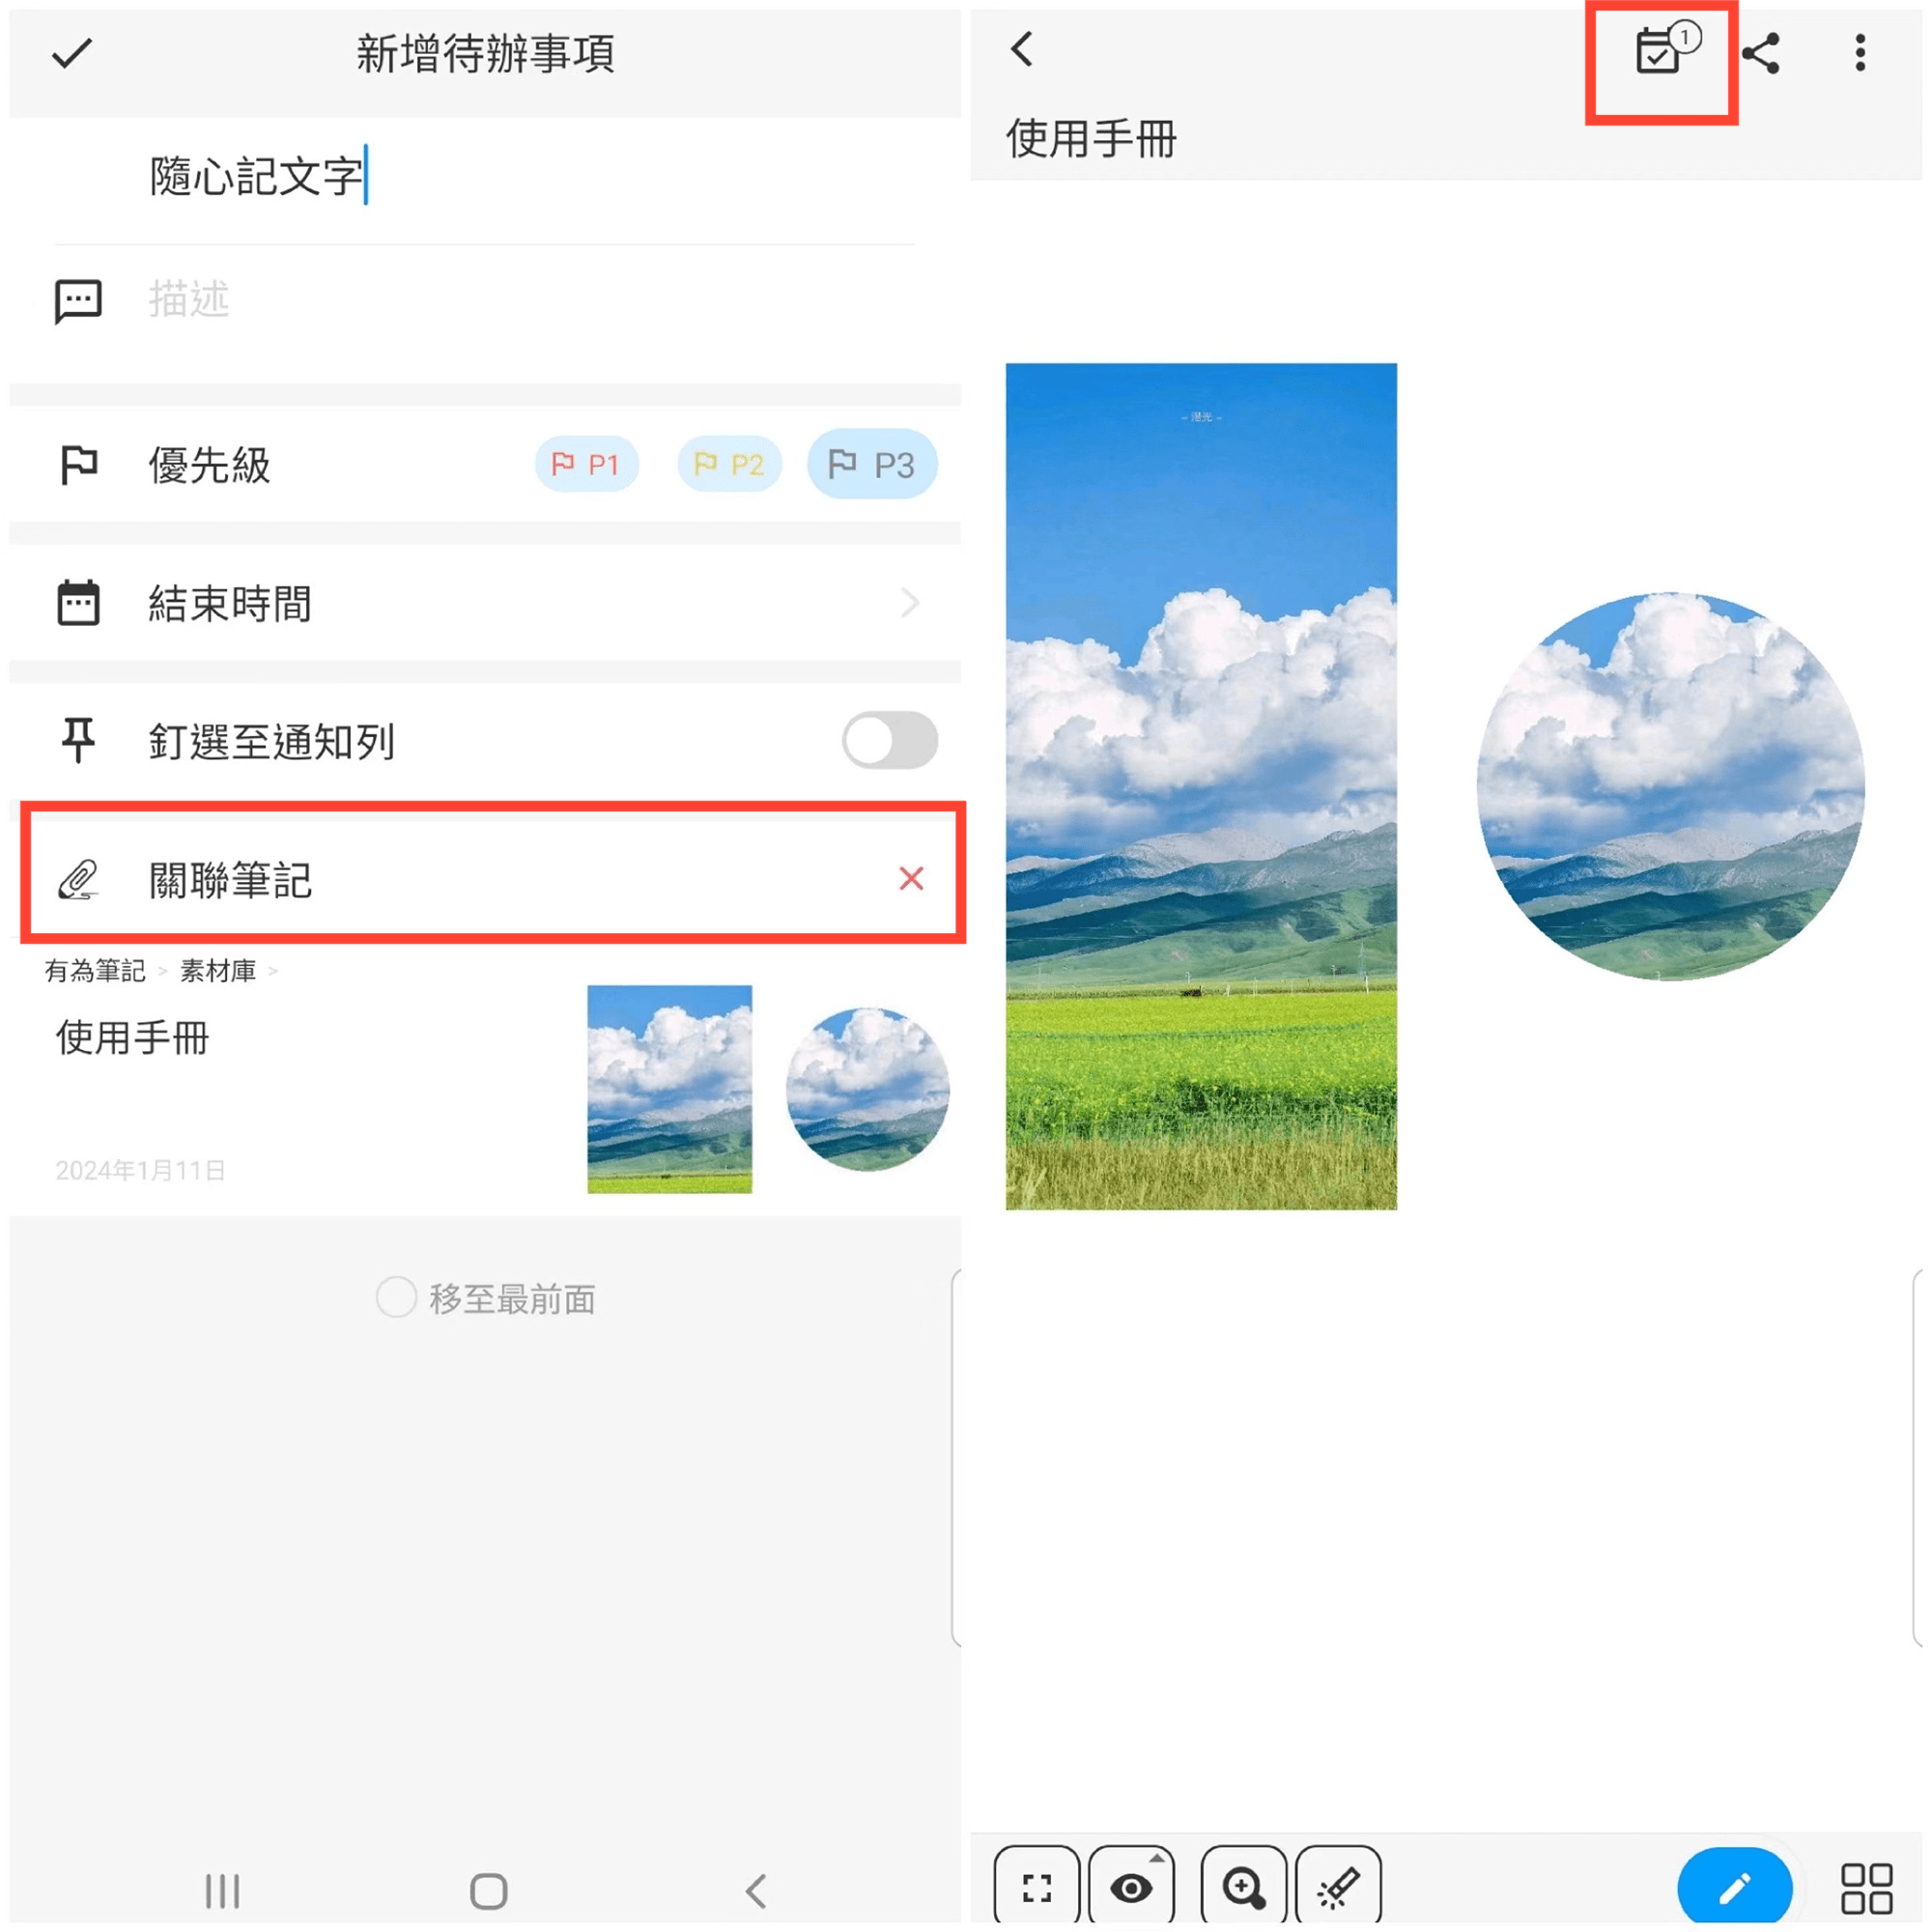 新增待辦事項
隨心記文字
描述
優先級 P1 P2 P3
結束時間
釘選至通知列
關聯筆記
有為筆記 > 素材庫 >
使用手冊
2024年1月11日
移至最前面
1
使用手冊
– 曝光 –